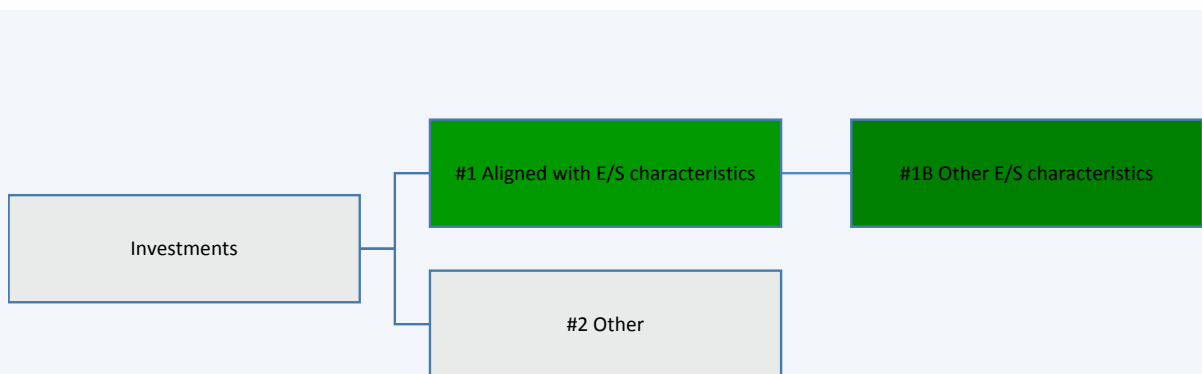 #1 Aligned with E/S characteristics
#1B Other E/S characteristics
Investments
#2 Other